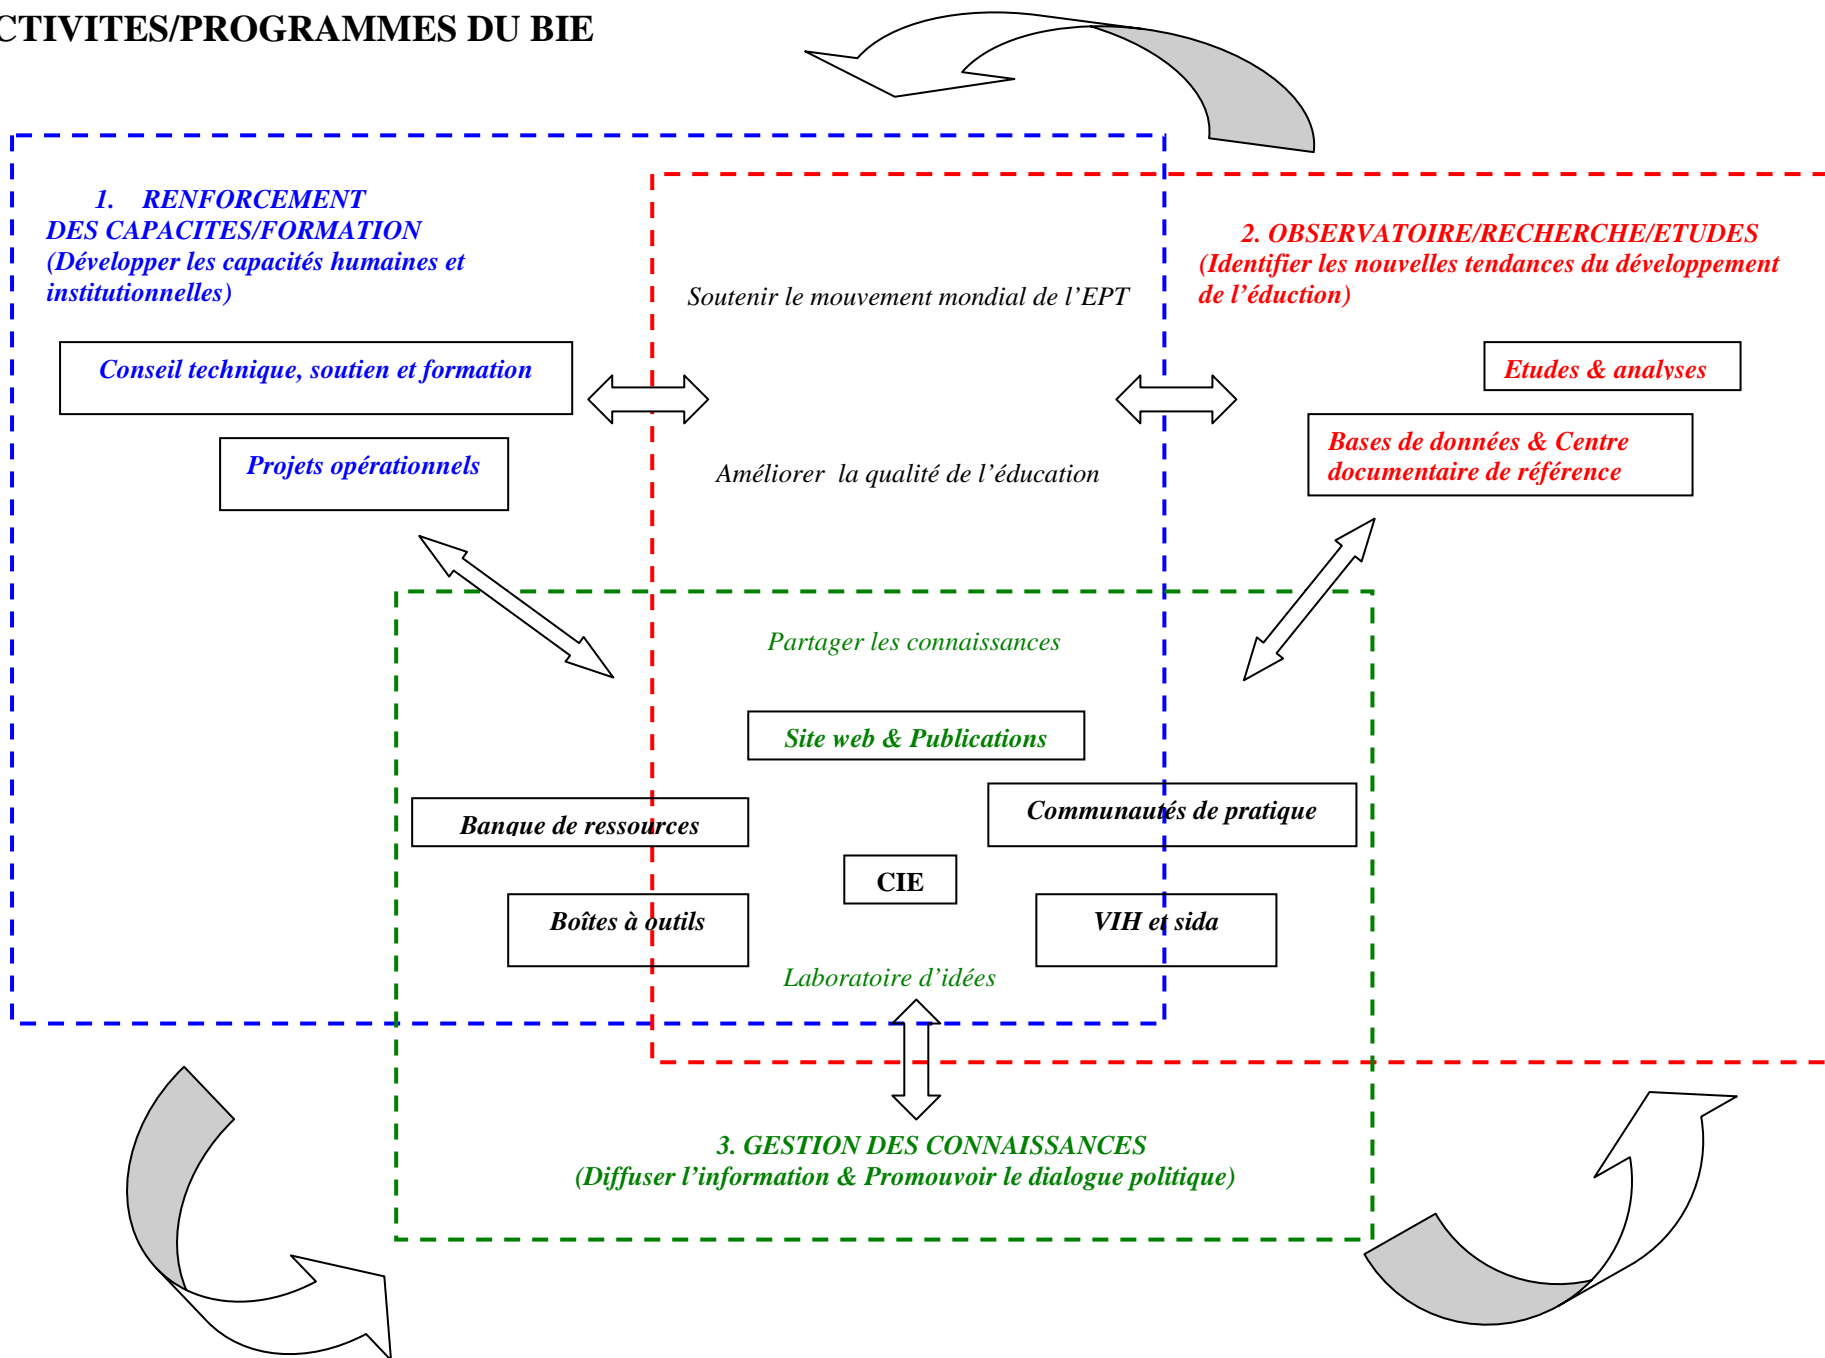 CTIVITES/PROGRAMMES DU BIE
1. RENFORCEMENT
DES CAPACITES/FORMATION
(Développer les capacités humaines et
institutionnelles)
2. OBSERVATOIRE/RECHERCHE/ETUDES
(Identifier les nouvelles tendances du développement
de l'éduction)
Soutenir le mouvement mondial de l'EPT
Conseil technique, soutien et formation
Etudes & analyses
Projets opérationnels
Améliorer la qualité de l'éducation
Bases de données & Centre
documentaire de référence
Partager les connaissances
Site web & Publications
Banque de ressources
Communautés de pratique
CIE
Boîtes à outils
VIH et sida
Laboratoire d'idées
3. GESTION DES CONNAISSANCES
(Diffuser l'information & Promouvoir le dialogue politique)